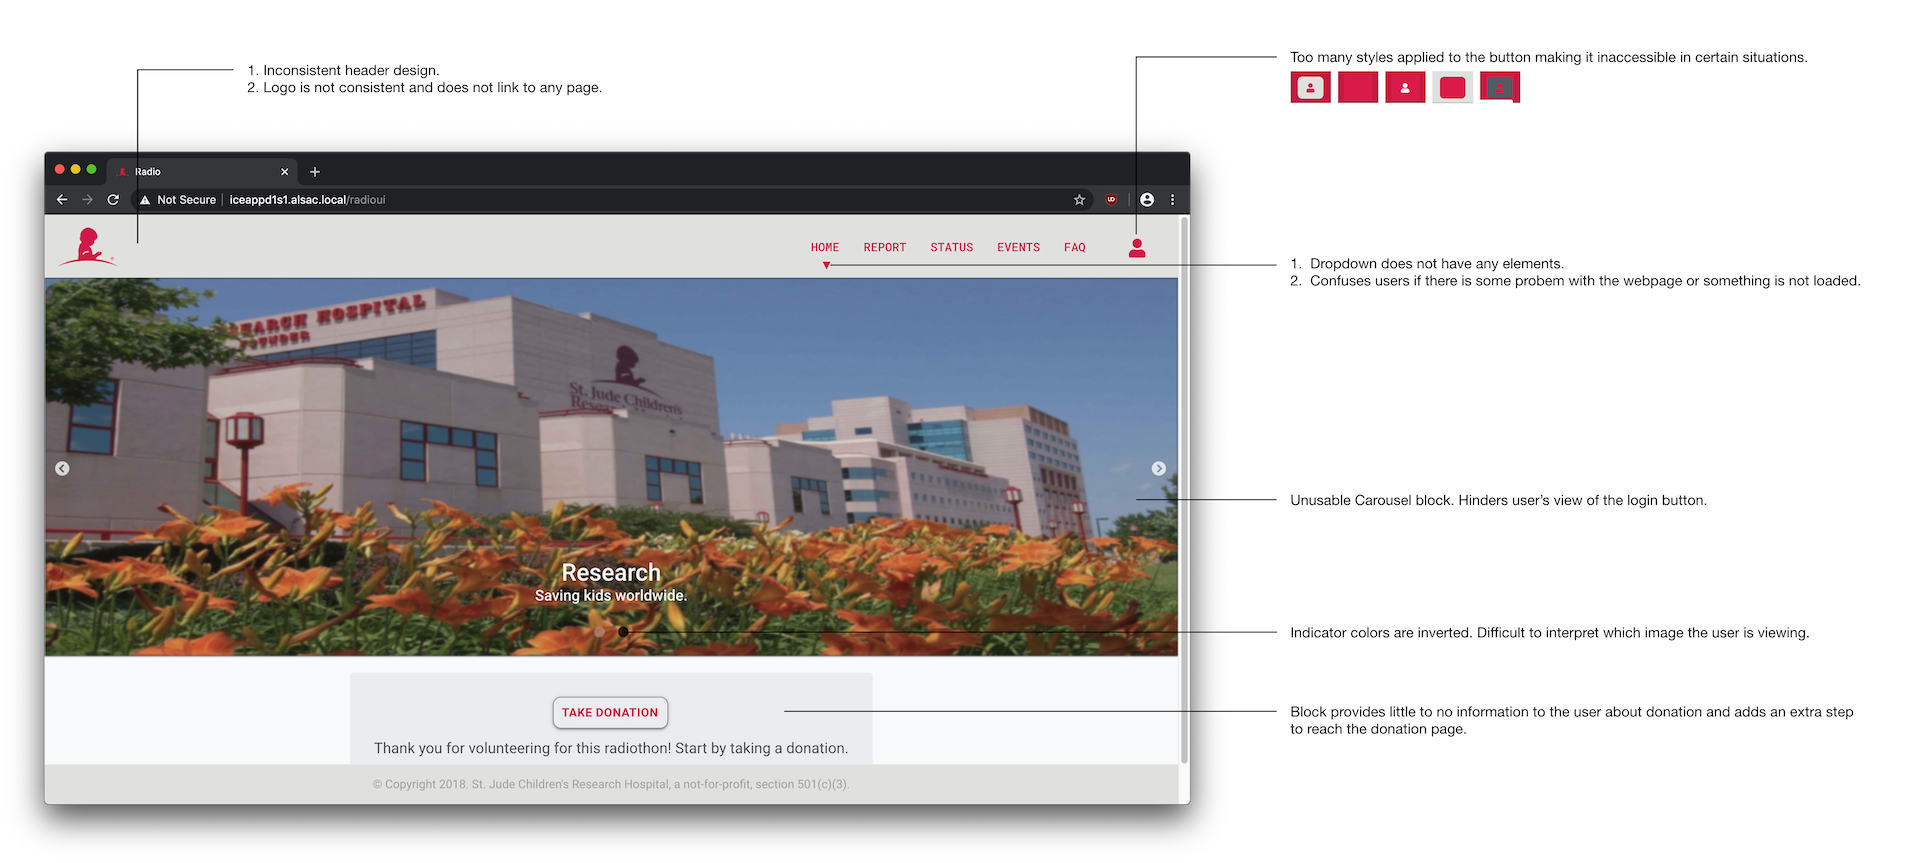 1. Inconsistent header design.
2. Logo is not consistent and does not link to any page.
Too many styles applied to the button making it inaccessible in certain situations.
Radio
Not Secure
iceappd1s1.alsac.local/radioui
HOME REPORT STATUS EVENTS FAQ
1. Dropdown does not have any elements.
2. Confuses users if there is some probem with the webpage or something is not loaded.
HOSPITAL
FOUNDER
St. Jude Children's
Unusable Carousel block. Hinders user's view of the login button.
Research
Saving kids worldwide.
Indicator colors are inverted. Difficult to interpret which image the user is viewing.
TAKE DONATION
Thank you for volunteering for this radiothon! Start by taking a donation.
Block provides little to no information to the user about donation and adds an extra step
to reach the donation page.
© Copyright 2018. St. Jude Children's Research Hospital, a not-for-profit, section 501(c)(3).